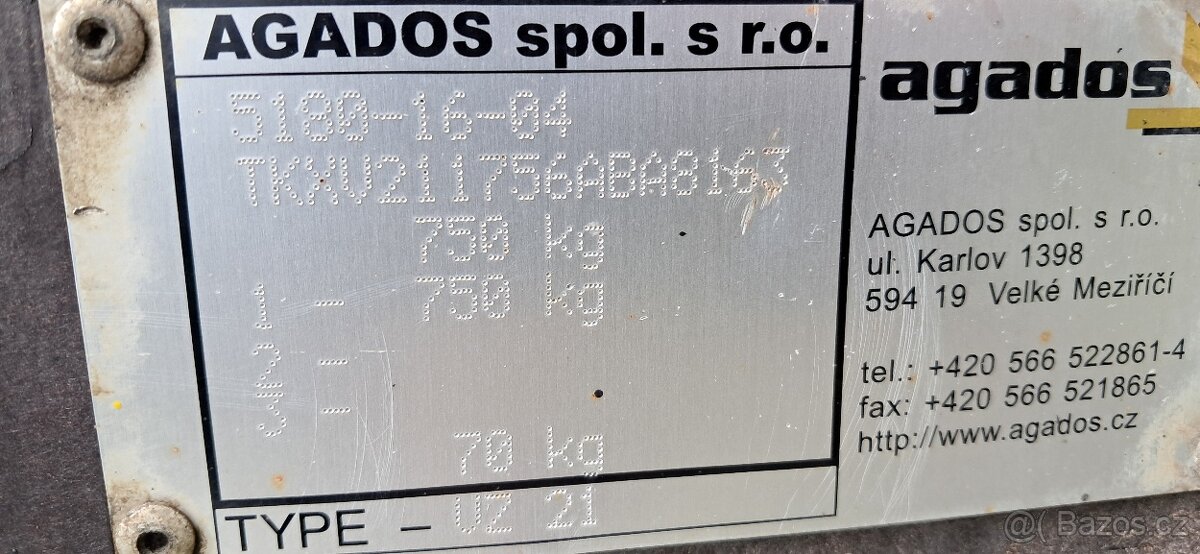 AGADOS spol. s r.o.
5180-16-04
TKXV211756ABA8163
750 kg
1 - 750 kg
2 -
3 -
70 kg
TYPE - VZ 21
agados
AGADOS spol. s r.o.
ul. Karlov 1398
594 19 Velké Meziříčí
tel.: +420 566 522861-4
fax: +420 566 521865
http://www.agados.cz
@( Bazos.cz